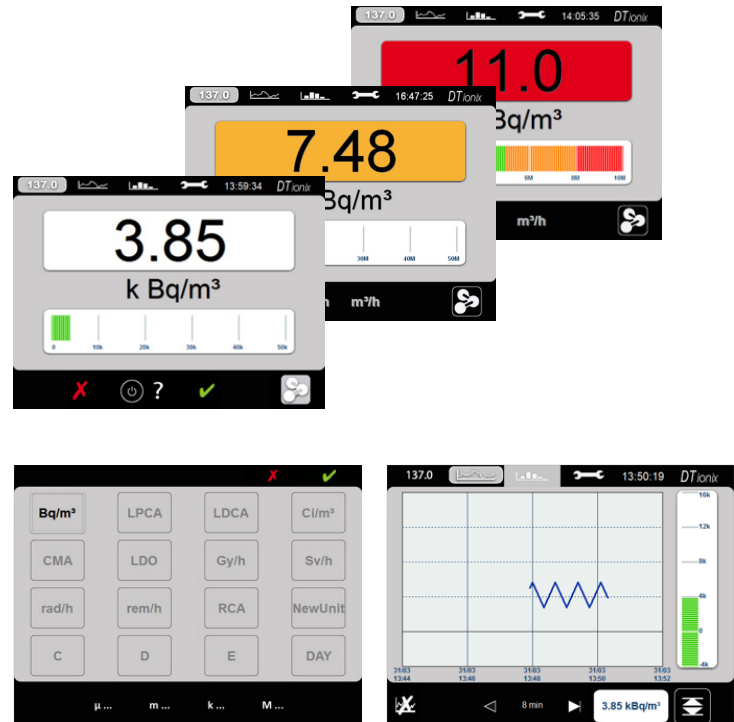 137.0 14:05:35 DTionix
11.0
Bq/m³
6M 8M 10M
m³/h
137.0 16:47:25 DTionix
7.48
Bq/m³
30M 40M 50M
m³/h
137.0 13:59:34 DTionix
3.85
k Bq/m³
0 10k 20k 30k 40k 50k
?
Bq/m³ LPCA LDCA Ci/m³
CMA LDO Gy/h Sv/h
rad/h rem/h RCA NewUnit
C D E DAY
µ ... m ... k ... M ...
137.0 13:50:19 DTionix
16k
12k
8k
4k
0
-4k
31/03 31/03 31/03 31/03 31/03
13:44 13:46 13:48 13:50 13:52
8 min 3.85 kBq/m³